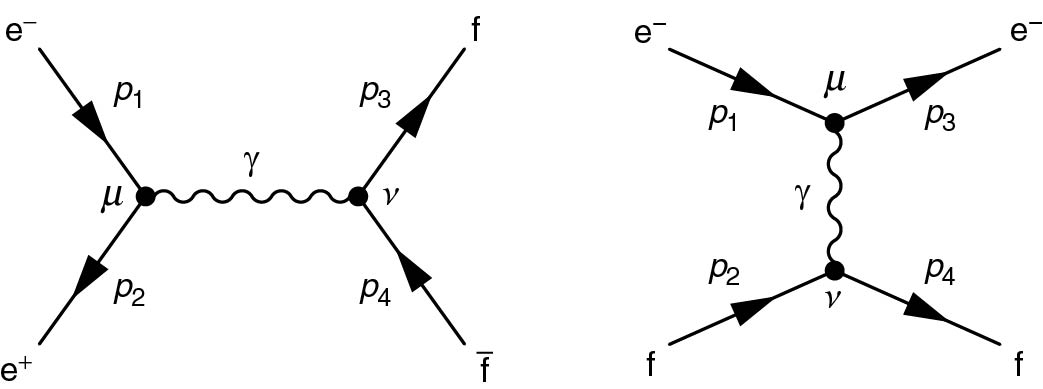 e⁻ f e⁻ e⁻
p₁ p₃ μ
γ p₁ p₃
μ ν γ
p₂ p₄ p₂ p₄
ν
e⁺ f̅ f f